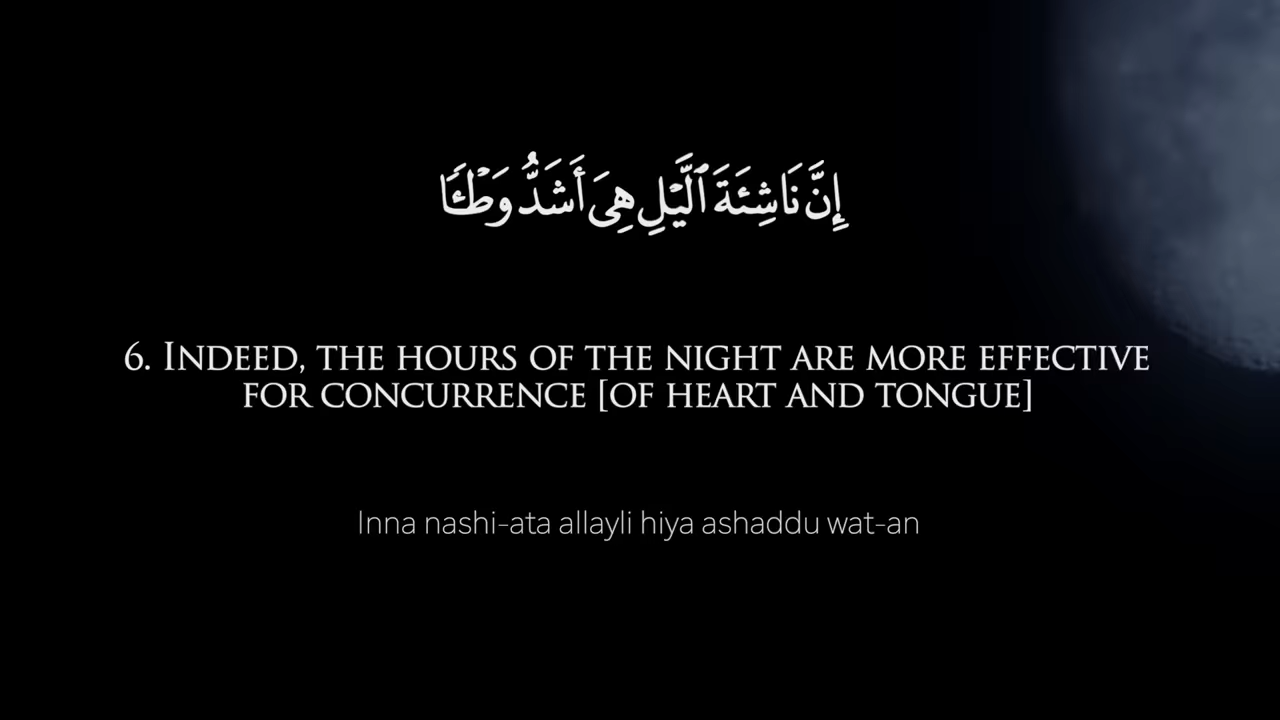 إِنَّ نَاشِئَةَ ٱلَّيْلِ هِىَ أَشَدُّ وَطْـًٔا
6. Indeed, the hours of the night are more effective
for concurrence [of heart and tongue]
Inna nashi-ata allayli hiya ashaddu wat-an